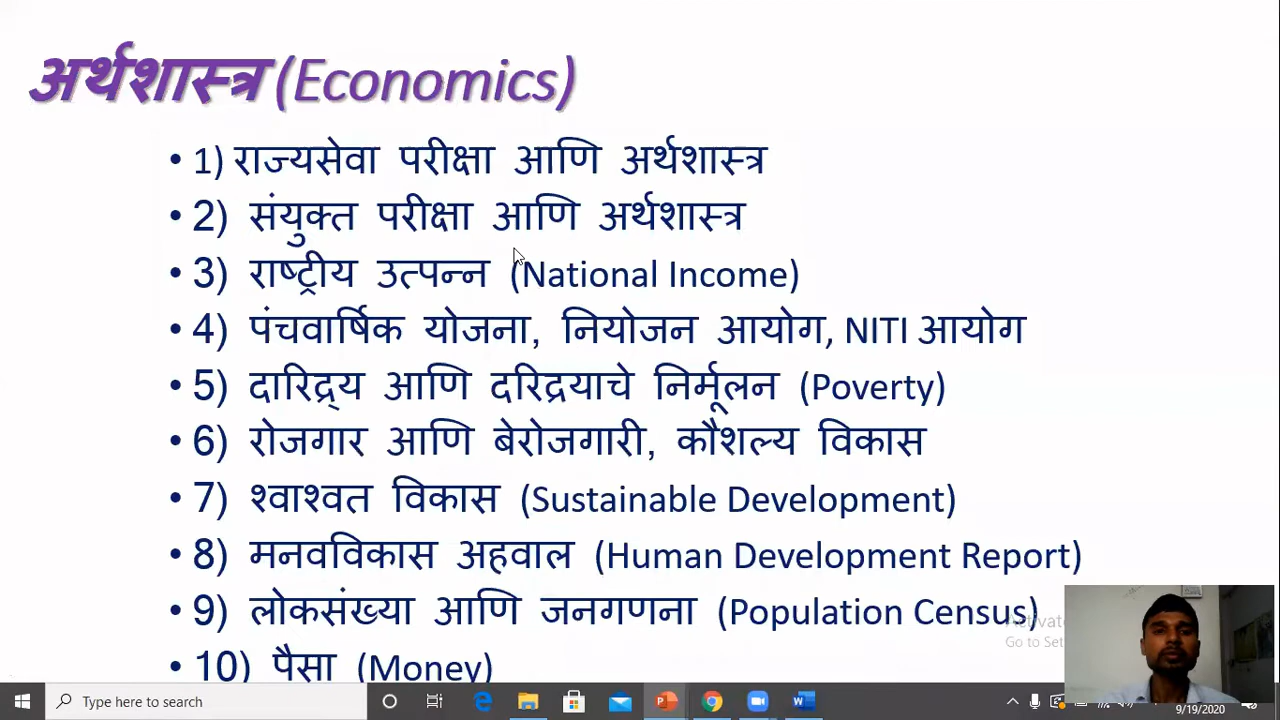 अर्थशास्त्र (Economics)
• 1) राज्यसेवा परीक्षा आणि अर्थशास्त्र
• 2) संयुक्त परीक्षा आणि अर्थशास्त्र
• 3) राष्ट्रीय उत्पन्न (National Income)
• 4) पंचवार्षिक योजना, नियोजन आयोग, NITI आयोग
• 5) दारिद्र्य आणि दरिद्रयाचे निर्मूलन (Poverty)
• 6) रोजगार आणि बेरोजगारी, कौशल्य विकास
• 7) श्वाश्वत विकास (Sustainable Development)
• 8) मनवविकास अहवाल (Human Development Report)
• 9) लोकसंख्या आणि जनगणना (Population Census)
• 10) पैसा (Money)
Go to
Type here to search
9/19/2020